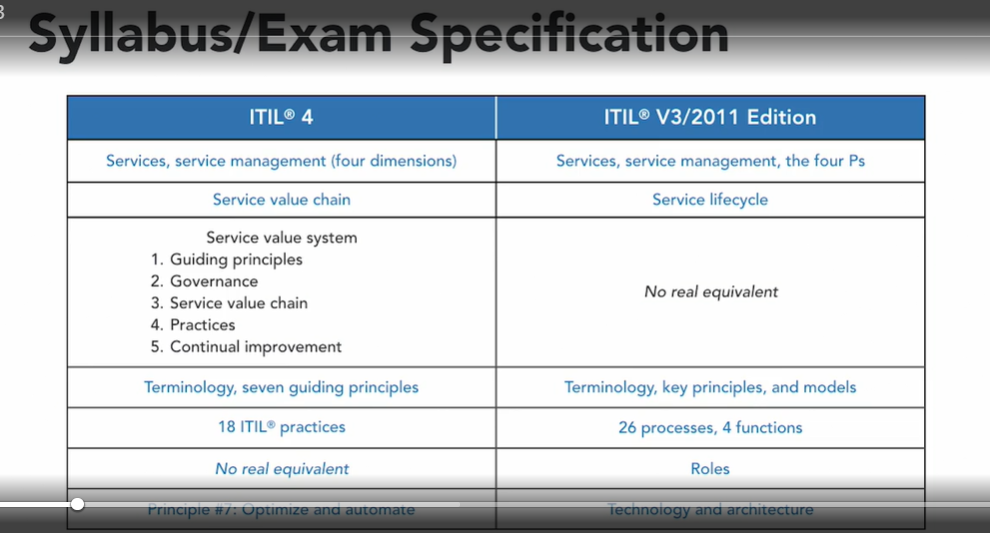 3
Syllabus/Exam Specification
ITIL® 4
ITIL® V3/2011 Edition
Services, service management (four dimensions)
Services, service management, the four Ps
Service value chain
Service lifecycle
Service value system
1. Guiding principles
2. Governance
3. Service value chain
4. Practices
5. Continual improvement
No real equivalent
Terminology, seven guiding principles
Terminology, key principles, and models
18 ITIL® practices
26 processes, 4 functions
No real equivalent
Roles
Principle #7: Optimize and automate
Technology and architecture